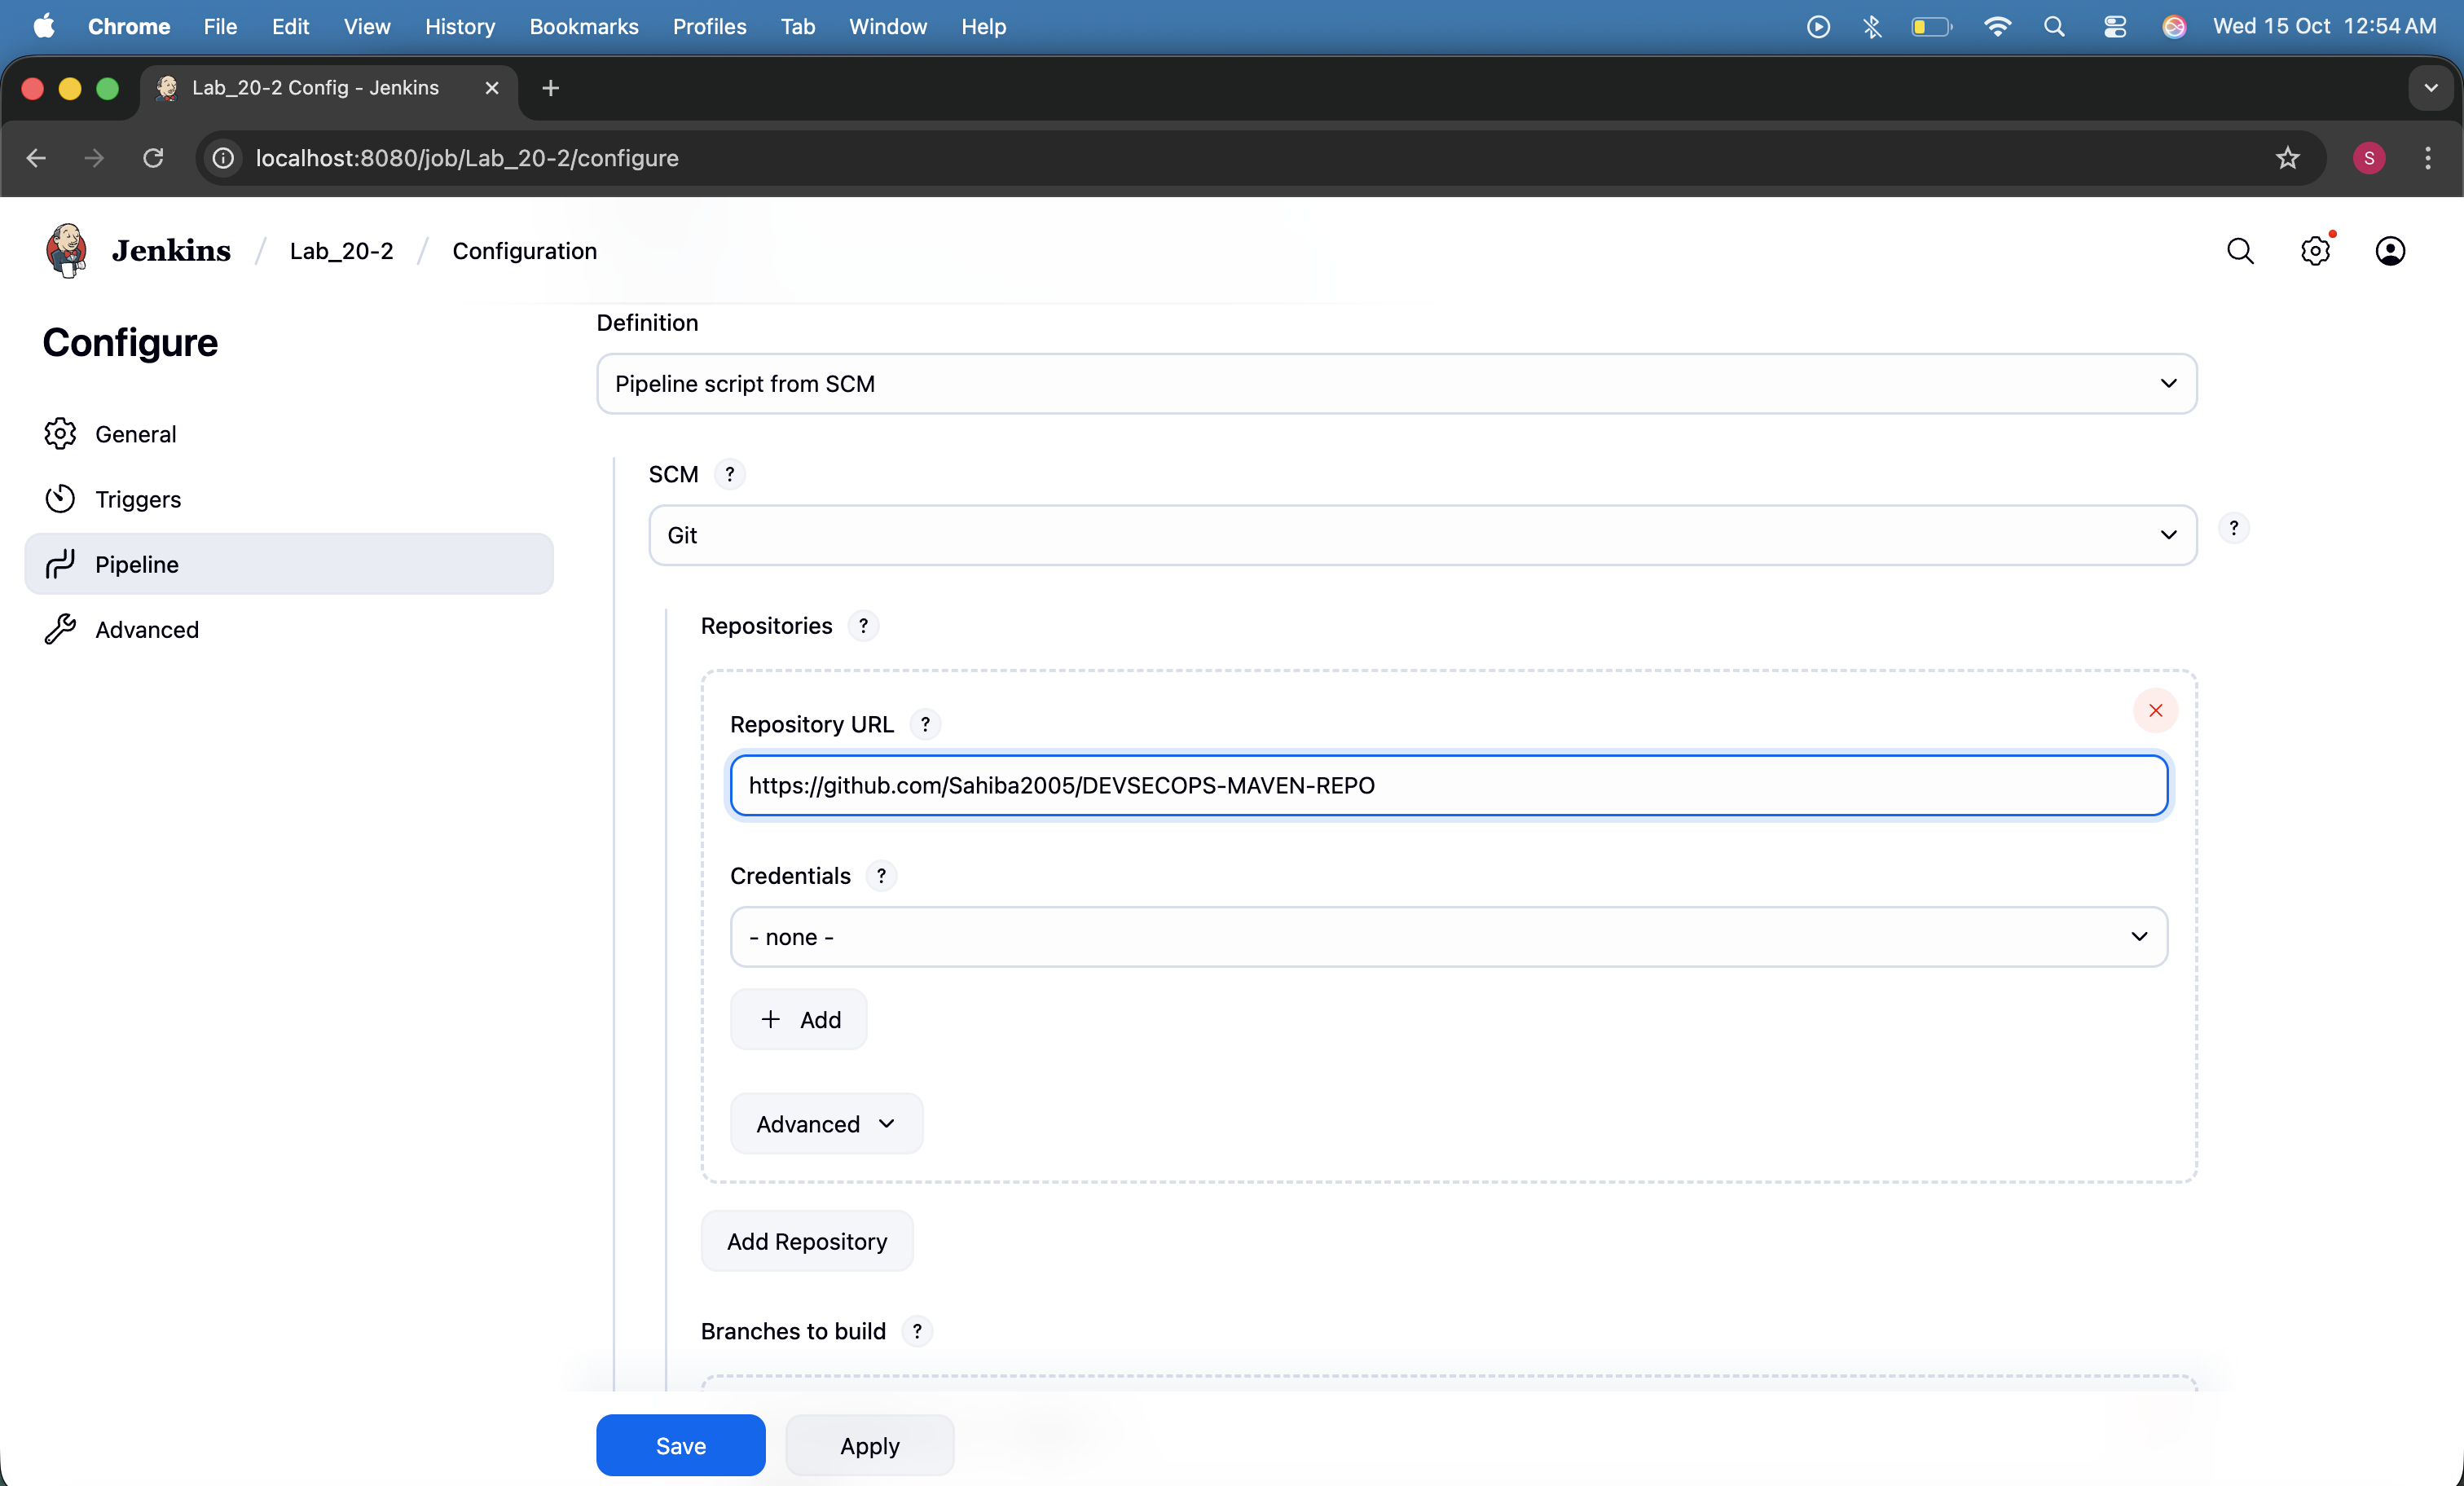 Chrome File Edit View History Bookmarks Profiles Tab Window Help Wed 15 Oct 12:54 AM
Lab_20-2 Config - Jenkins
localhost:8080/job/Lab_20-2/configure S
Jenkins / Lab_20-2 / Configuration
Configure
General
Triggers
Pipeline
Advanced
Definition
Pipeline script from SCM
SCM ?
Git ?
Repositories ?
Repository URL ?
https://github.com/Sahiba2005/DEVSECOPS-MAVEN-REPO
Credentials ?
- none -
+ Add
Advanced
Add Repository
Branches to build ?
Save Apply